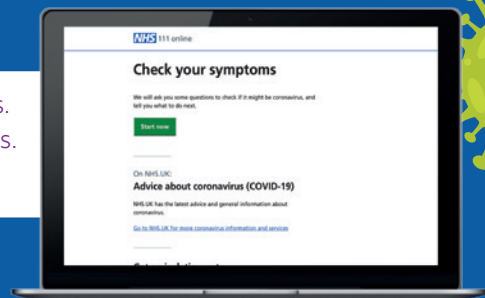 s.
s.
NHS 111 online
Check your symptoms
We will ask you some questions to check if it might be coronavirus, and
tell you what to do next.
Start now
On NHS.UK:
Advice about coronavirus (COVID-19)
NHS.UK has the latest advice and general information about
coronavirus.
Go to NHS.UK for more coronavirus information and services